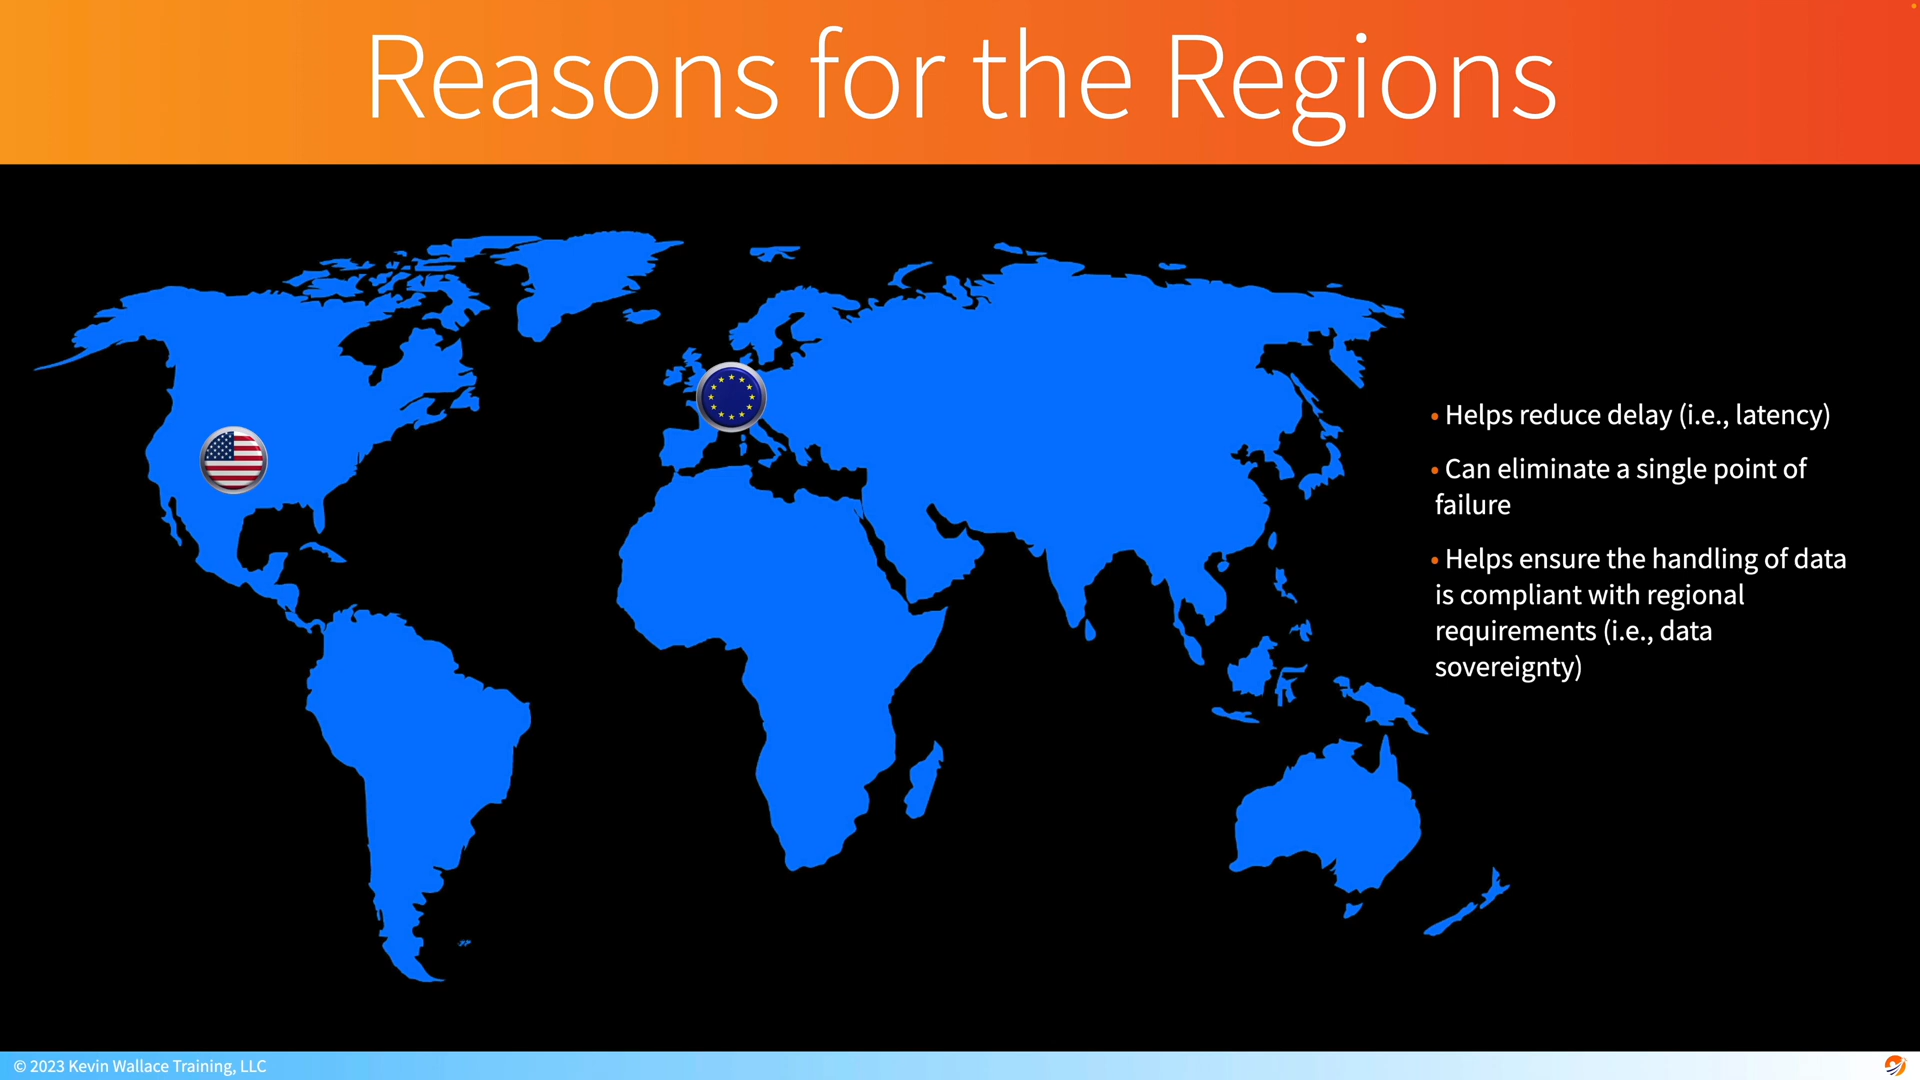 Reasons for the Regions
• Helps reduce delay (i.e., latency)
• Can eliminate a single point of
failure
• Helps ensure the handling of data
is compliant with regional
requirements (i.e., data
sovereignty)
© 2023 Kevin Wallace Training, LLC